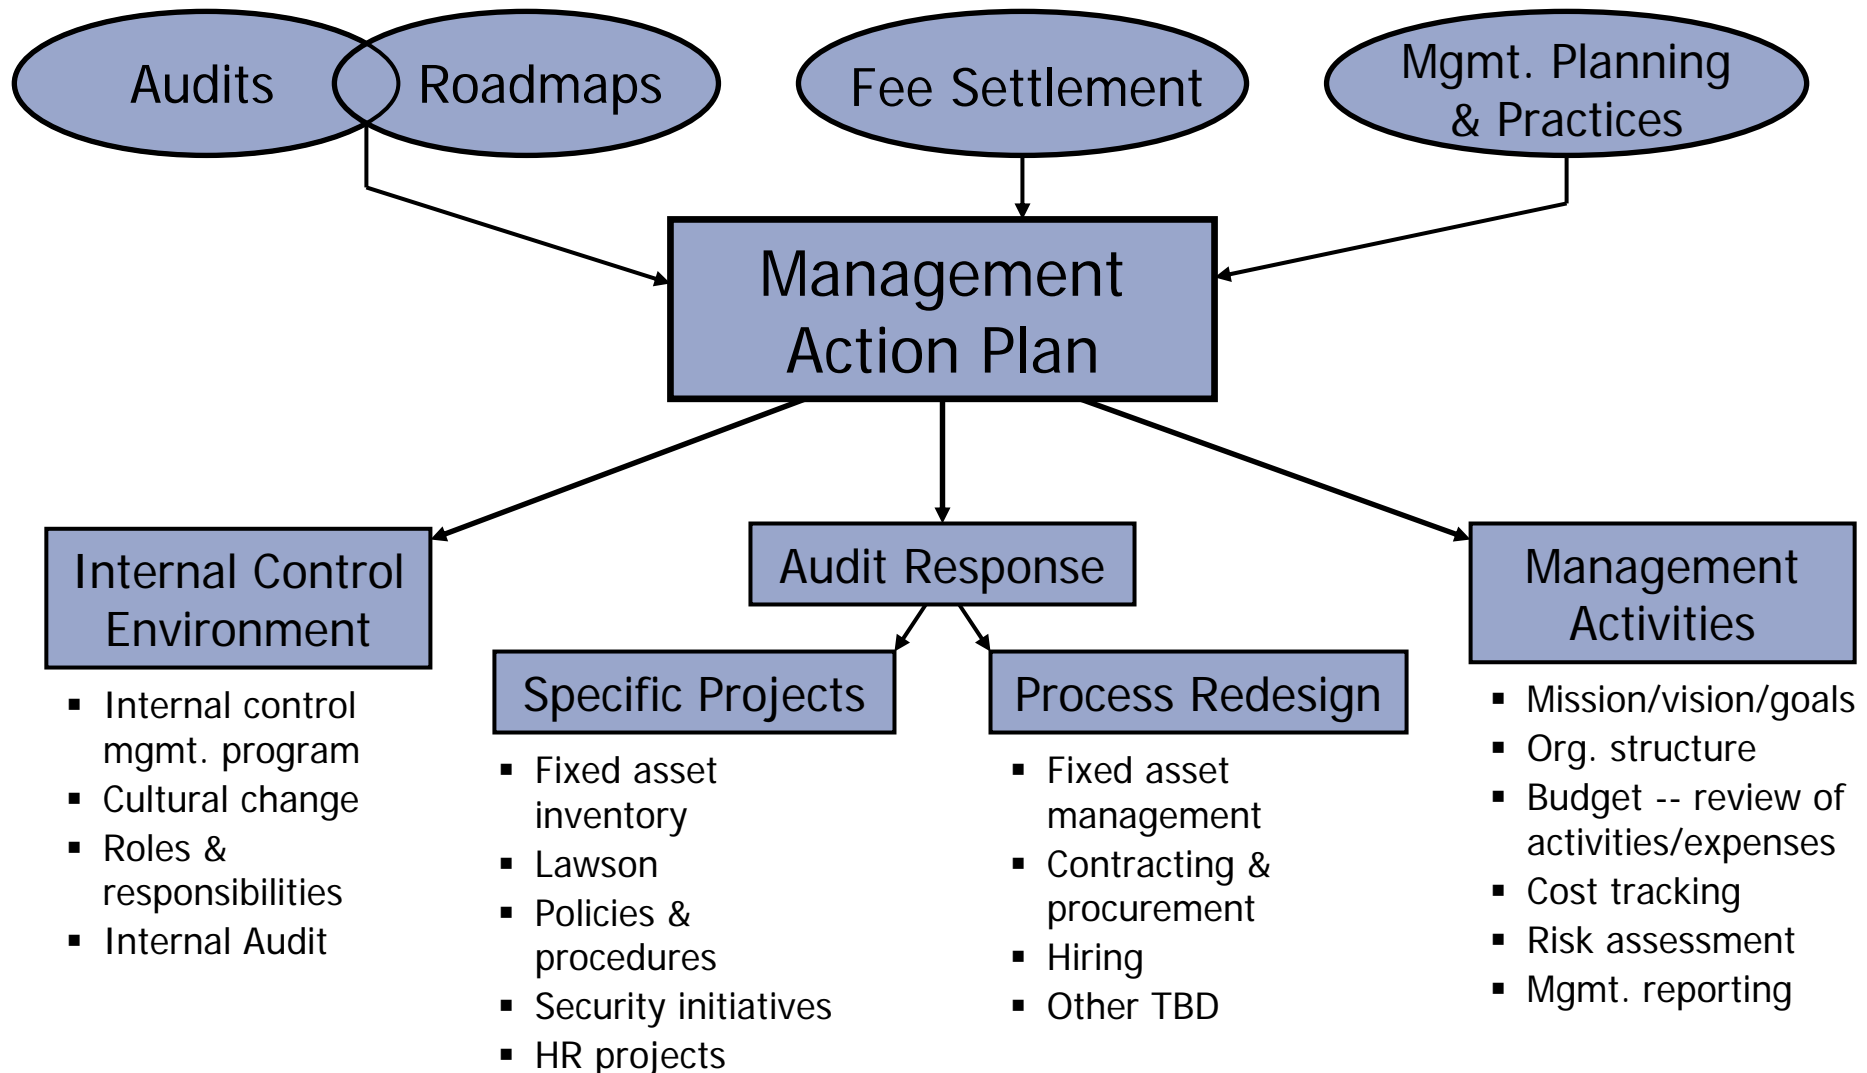 Audits
Roadmaps
Fee Settlement
Mgmt. Planning
& Practices
Management
Action Plan
Internal Control
Environment
▪ Internal control
mgmt. program
▪ Cultural change
▪ Roles &
responsibilities
▪ Internal Audit
Audit Response
Specific Projects
▪ Fixed asset
inventory
▪ Lawson
▪ Policies &
procedures
▪ Security initiatives
▪ HR projects
Process Redesign
▪ Fixed asset
management
▪ Contracting &
procurement
▪ Hiring
▪ Other TBD
Management
Activities
▪ Mission/vision/goals
▪ Org. structure
▪ Budget -- review of
activities/expenses
▪ Cost tracking
▪ Risk assessment
▪ Mgmt. reporting